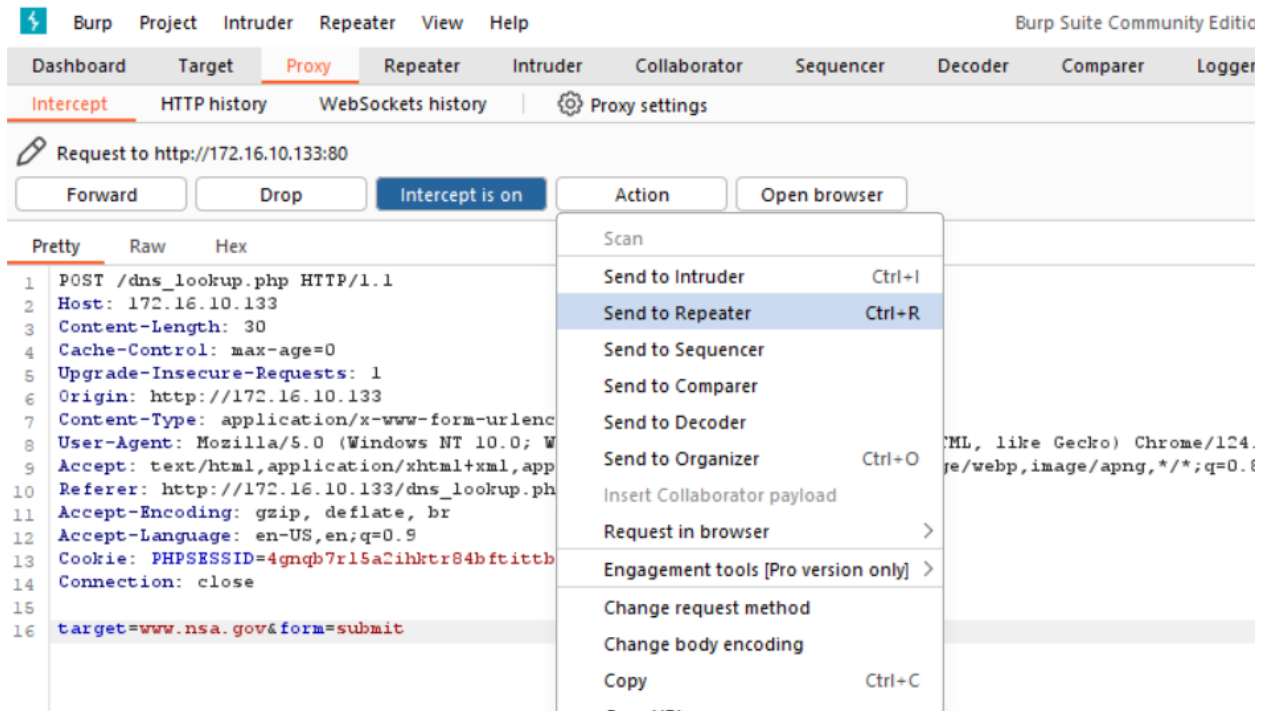 Burp Project Intruder Repeater View Help Burp Suite Community Editio
Dashboard Target Proxy Repeater Intruder Collaborator Sequencer Decoder Comparer Logger
Intercept HTTP history WebSockets history Proxy settings
Request to http://172.16.10.133:80
Forward Drop Intercept is on Action Open browser
Pretty Raw Hex
Scan
Send to Intruder Ctrl+I
Send to Repeater Ctrl+R
Send to Sequencer
Send to Comparer
Send to Decoder
Send to Organizer Ctrl+O
Insert Collaborator payload
Request in browser
Engagement tools [Pro version only]
Change request method
Change body encoding
Copy Ctrl+C
1 POST /dns_lookup.php HTTP/1.1
2 Host: 172.16.10.133
3 Content-Length: 30
4 Cache-Control: max-age=0
5 Upgrade-Insecure-Requests: 1
6 Origin: http://172.16.10.133
7 Content-Type: application/x-www-form-urlenc
8 User-Agent: Mozilla/5.0 (Windows NT 10.0; W TML, like Gecko) Chrome/124.
9 Accept: text/html,application/xhtml+xml,app ge/webp,image/apng,*/*;q=0.8
10 Referer: http://172.16.10.133/dns_lookup.ph
11 Accept-Encoding: gzip, deflate, br
12 Accept-Language: en-US,en;q=0.9
13 Cookie: PHPSESSID=4gnqb7rl5a2ihktr84bftittb
14 Connection: close
15
16 target=www.nsa.gov&form=submit